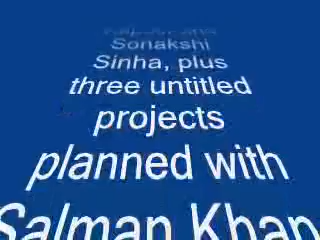 Sonakshi
Sinha, plus
three untitled
projects
planned with
Salman Khan